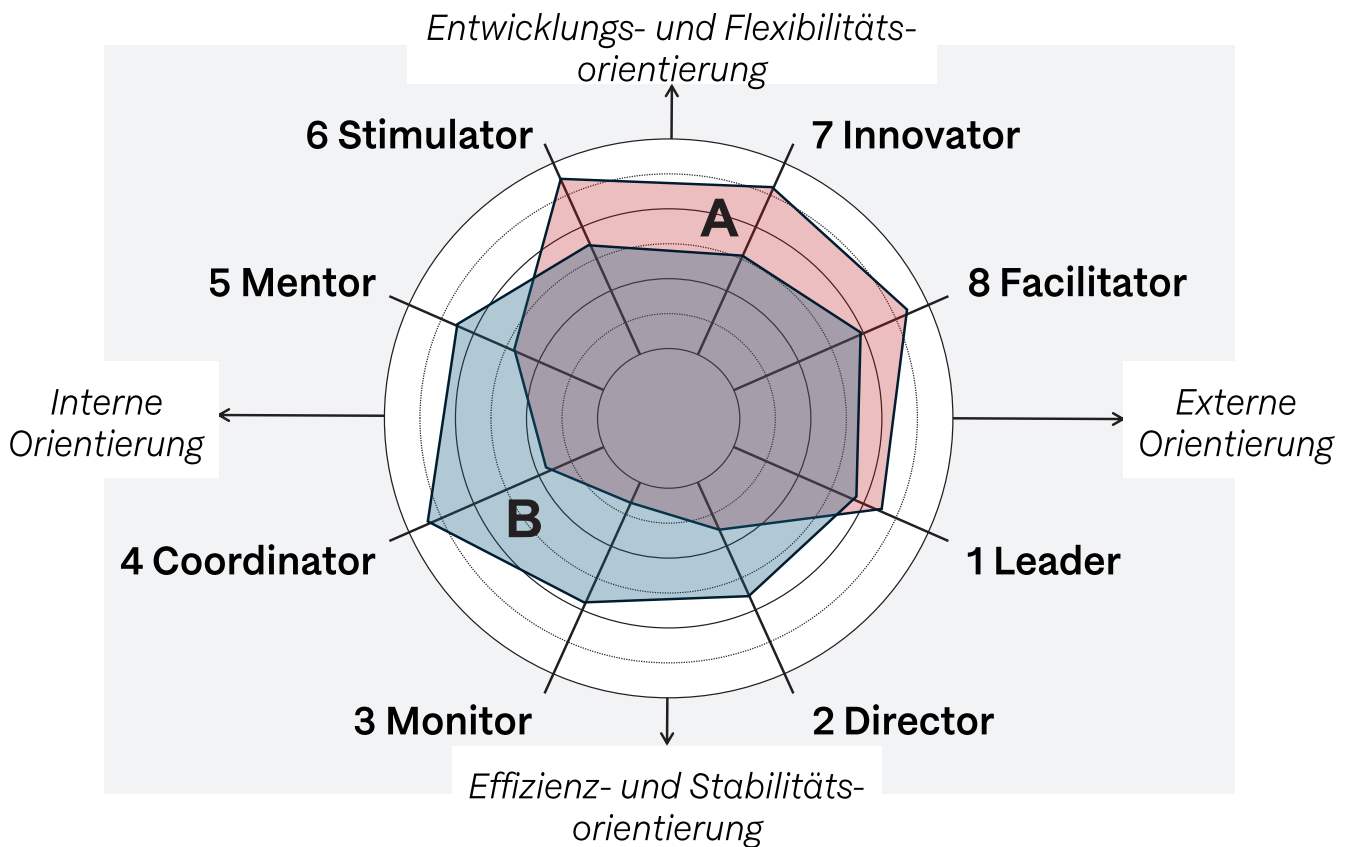 Entwicklungs- und Flexibilitäts-
orientierung
6 Stimulator
7 Innovator
A
5 Mentor
8 Facilitator
Interne
Orientierung
Externe
Orientierung
B
4 Coordinator
1 Leader
3 Monitor
2 Director
Effizienz- und Stabilitäts-
orientierung